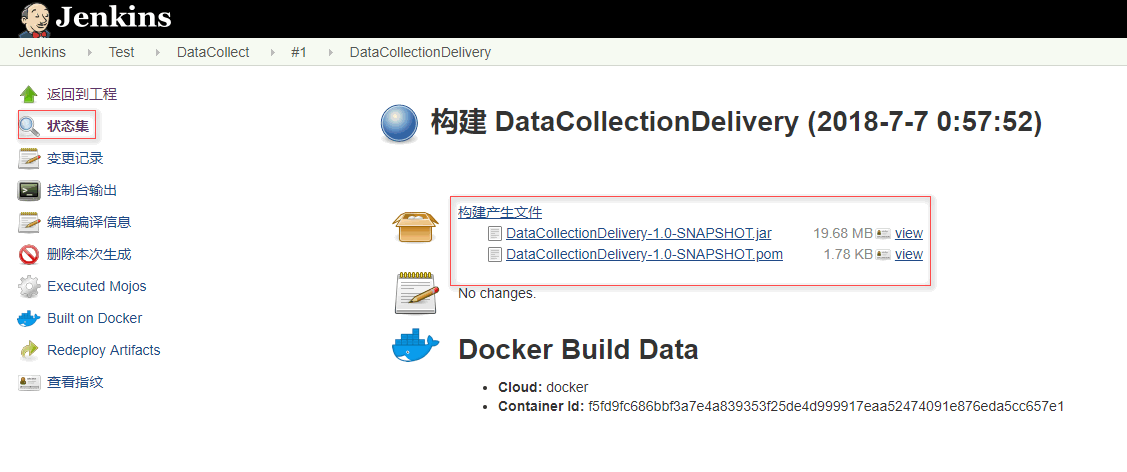 Jenkins
Jenkins Test DataCollect #1 DataCollectionDelivery
返回到工程
状态集
变更记录
控制台输出
编辑编译信息
删除本次生成
Executed Mojos
Built on Docker
Redeploy Artifacts
查看指纹
构建 DataCollectionDelivery (2018-7-7 0:57:52)
构建产生文件
DataCollectionDelivery-1.0-SNAPSHOT.jar 19.68 MB view
DataCollectionDelivery-1.0-SNAPSHOT.pom 1.78 KB view
No changes.
Docker Build Data
Cloud: docker
Container Id: f5fd9fc686bbf3a7e4a839353f25de4d999917eaa52474091e876eda5cc657e1